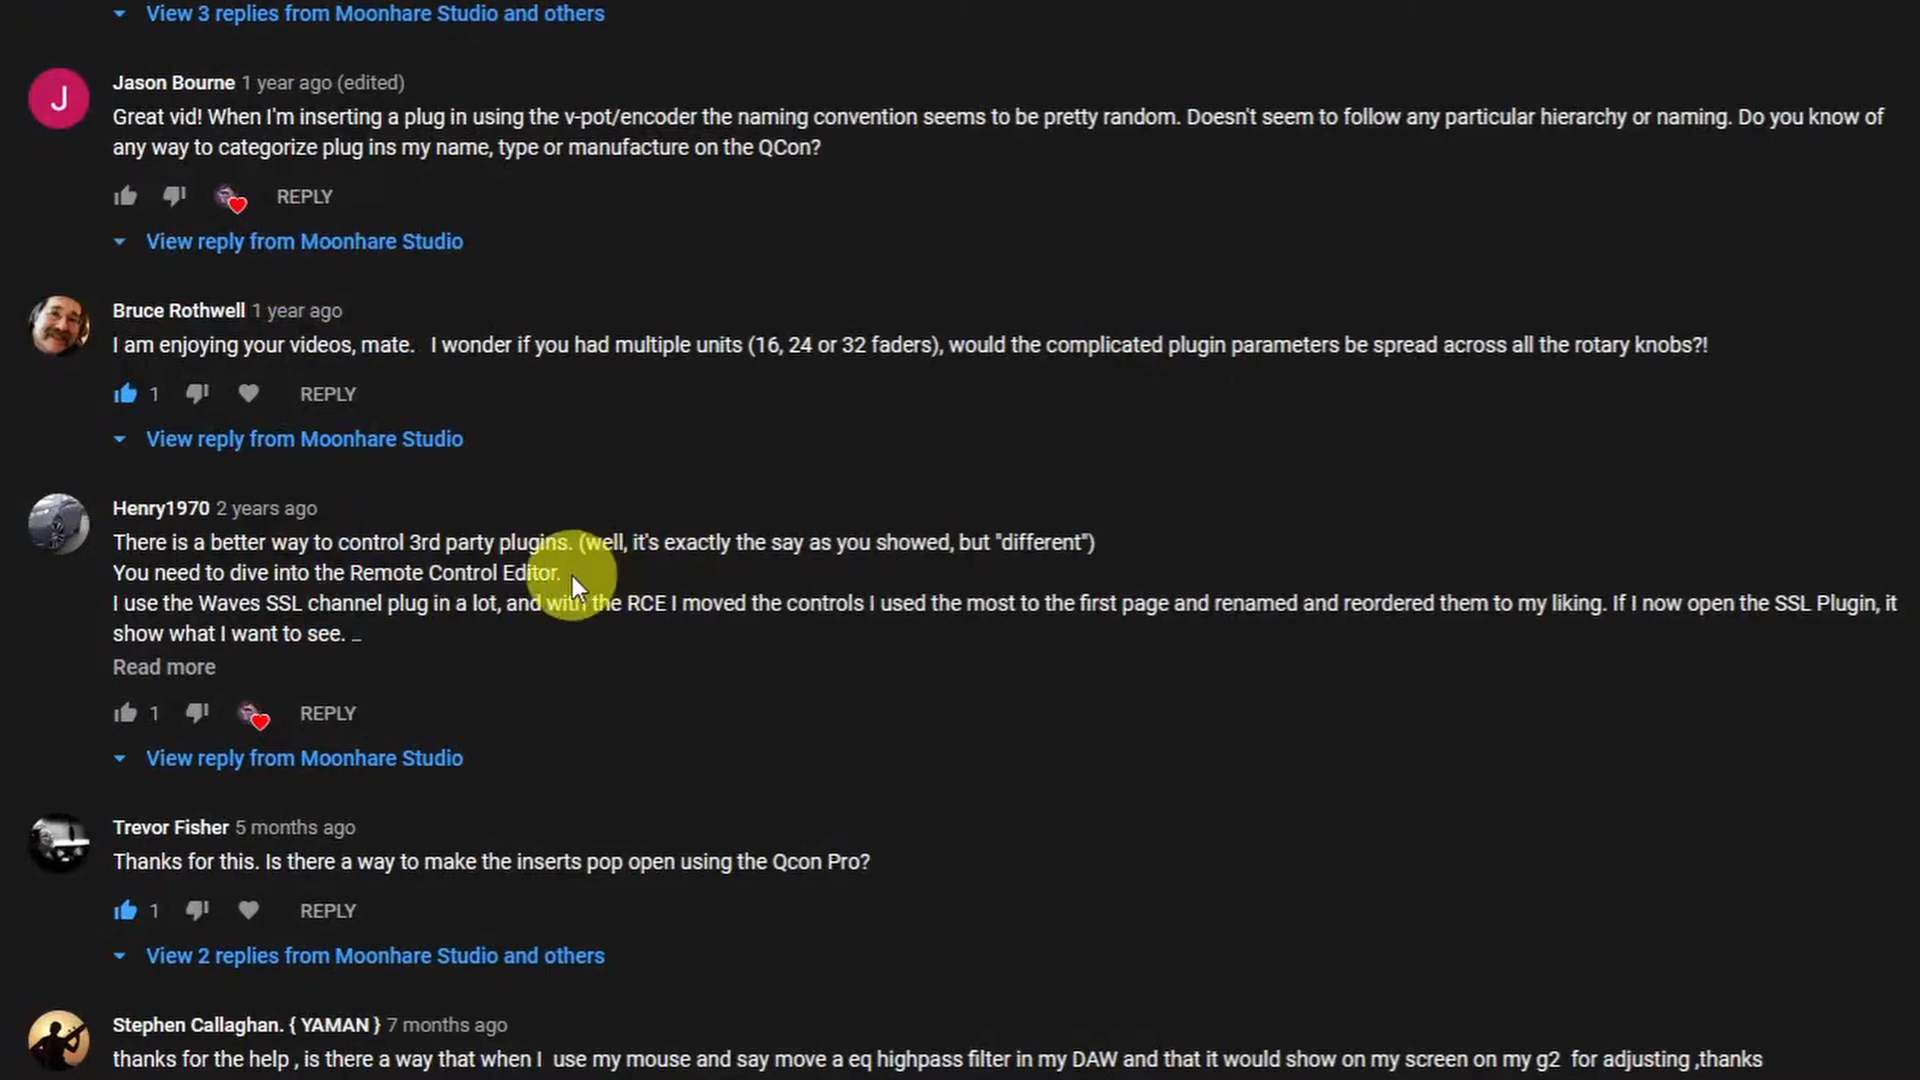 View 3 replies from Moonhare Studio and others
J
Jason Bourne 1 year ago (edited)
Great vid! When I'm inserting a plug in using the v-pot/encoder the naming convention seems to be pretty random. Doesn't seem to follow any particular hierarchy or naming. Do you know of
any way to categorize plug ins my name, type or manufacture on the QCon?
REPLY
View reply from Moonhare Studio
Bruce Rothwell 1 year ago
I am enjoying your videos, mate.   I wonder if you had multiple units (16, 24 or 32 faders), would the complicated plugin parameters be spread across all the rotary knobs?!
1 REPLY
View reply from Moonhare Studio
Henry1970 2 years ago
There is a better way to control 3rd party plugins. (well, it's exactly the say as you showed, but "different")
You need to dive into the Remote Control Editor.
I use the Waves SSL channel plug in a lot, and with the RCE I moved the controls I used the most to the first page and renamed and reordered them to my liking. If I now open the SSL Plugin, it
show what I want to see. ...
Read more
1 REPLY
View reply from Moonhare Studio
Trevor Fisher 5 months ago
Thanks for this. Is there a way to make the inserts pop open using the Qcon Pro?
1 REPLY
View 2 replies from Moonhare Studio and others
Stephen Callaghan. { YAMAN } 7 months ago
thanks for the help , is there a way that when I  use my mouse and say move a eq highpass filter in my DAW and that it would show on my screen on my g2  for adjusting ,thanks